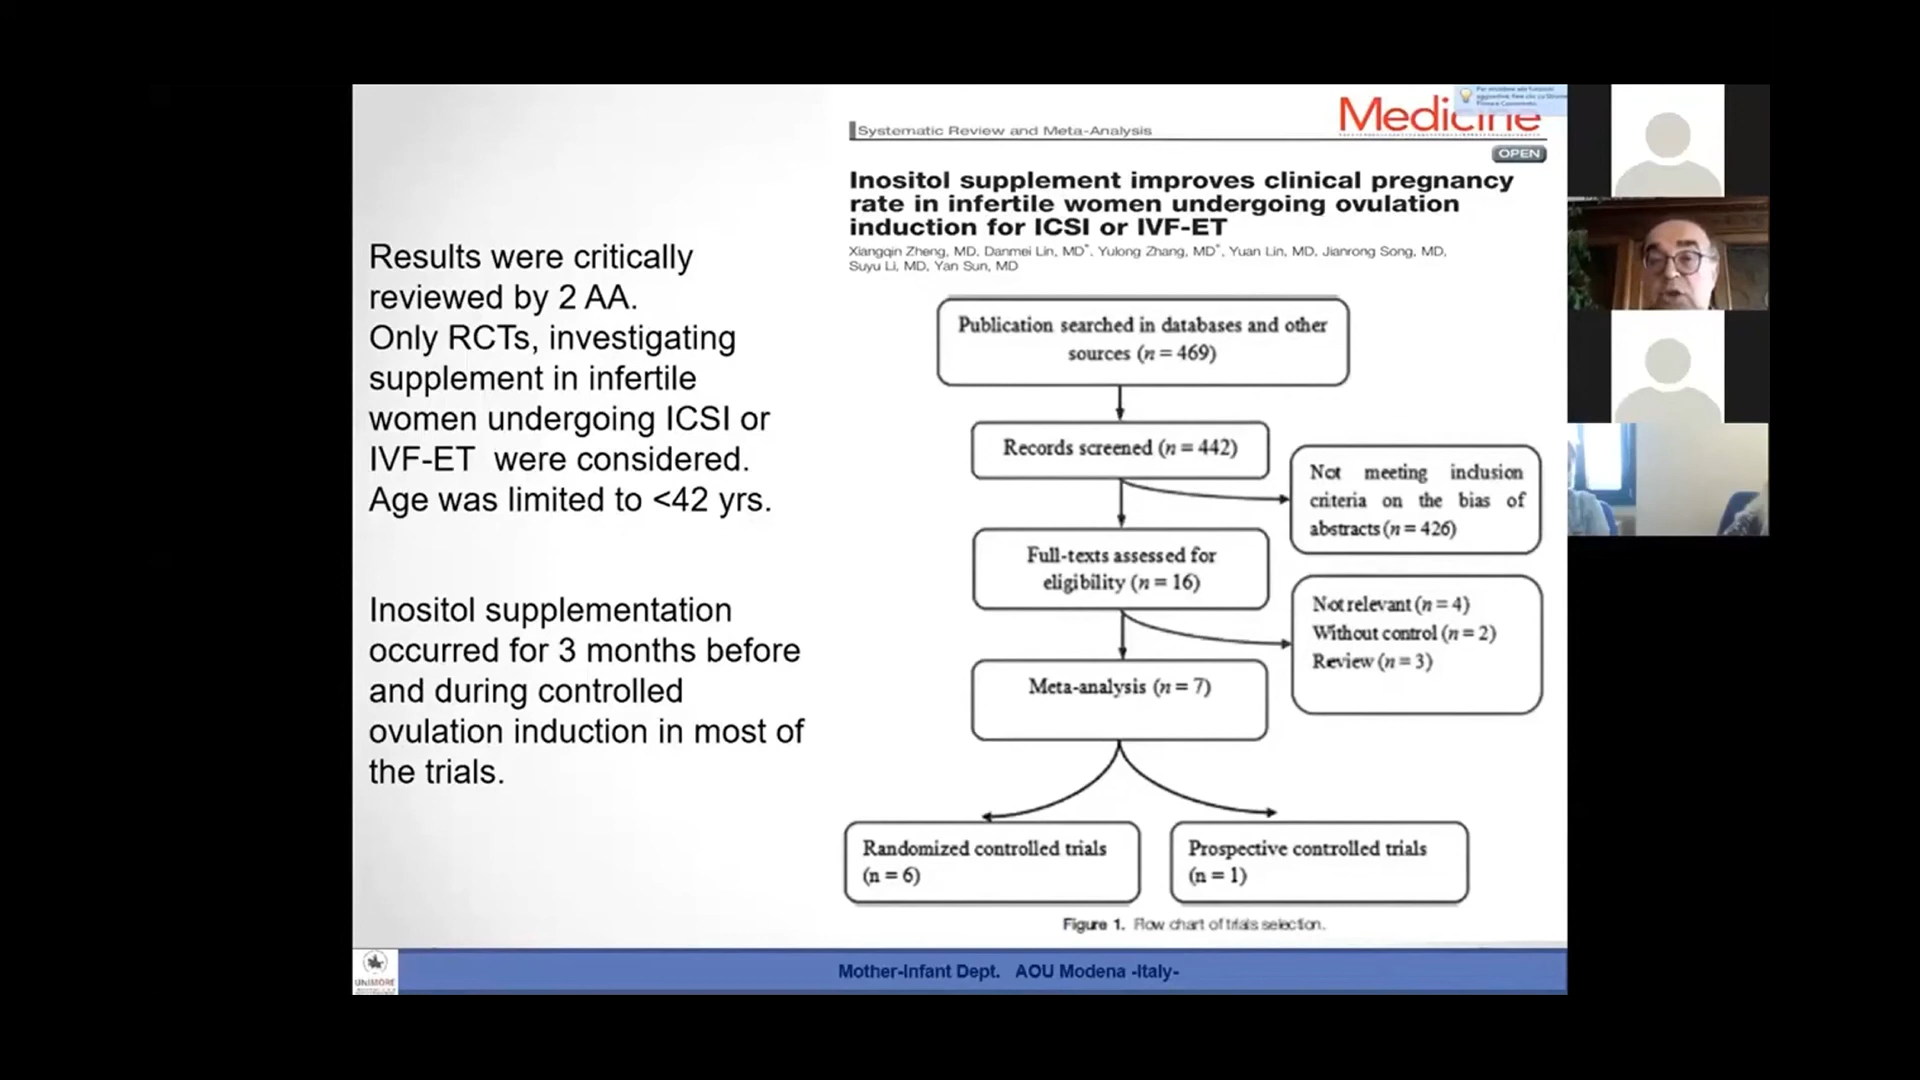 Results were critically
reviewed by 2 AA.
Only RCTs, investigating
supplement in infertile
women undergoing ICSI or
IVF-ET were considered.
Age was limited to <42 yrs.
Inositol supplementation
occurred for 3 months before
and during controlled
ovulation induction in most of
the trials.
Systematic Review and Meta-Analysis
Medicine
OPEN
Inositol supplement improves clinical pregnancy
rate in infertile women undergoing ovulation
induction for ICSI or IVF-ET
Xiangqin Zheng, MD, Danmei Lin, MD*, Yulong Zhang, MD*, Yuan Lin, MD, Jianrong Song, MD,
Suyu Li, MD, Yan Sun, MD
Publication searched in databases and other
sources (n = 469)
Records screened (n = 442)
Not meeting inclusion
criteria on the bias of
abstracts (n = 426)
Full-texts assessed for
eligibility (n = 16)
Not relevant (n = 4)
Without control (n = 2)
Review (n = 3)
Meta-analysis (n = 7)
Randomized controlled trials
(n = 6)
Prospective controlled trials
(n = 1)
Figure 1. Flow chart of trials selection.
UNIMORE
Mother-Infant Dept. AOU Modena -Italy-